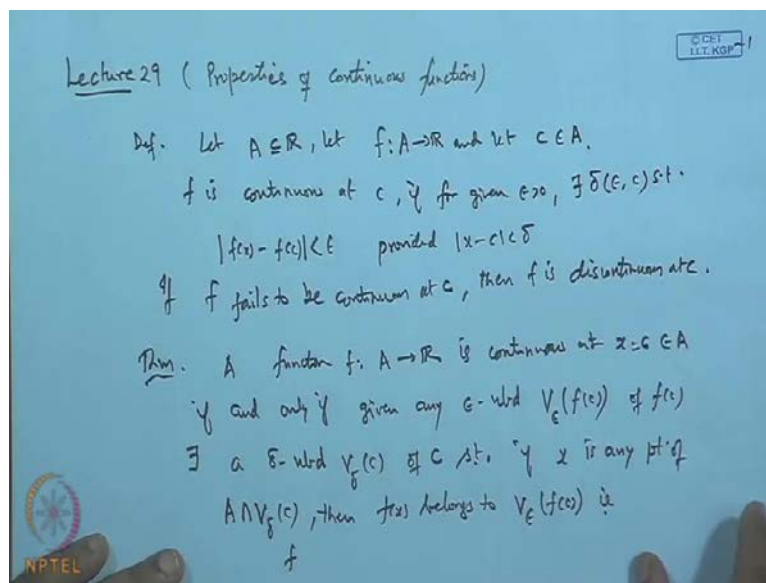 © CET
I.I.T. KGP
-1
Lecture 29 ( Properties of continuous functions)
Def. Let A ⊆ R, let f: A→R and let c ∈ A.
f is continuous at c, if for given ϵ>0, ∃ δ(ϵ, c) s.t.
|f(x) - f(c)| < ϵ provided |x-c| < δ
If f fails to be continuous at c, then f is discontinuous at c.
Thm. A function f: A → R is continuous at x=c ∈ A
if and only if given any ϵ-nbd V_ϵ(f(c)) of f(c)
∃ a δ-nbd V_δ(c) of c s.t. if x is any pt. of
A ∩ V_δ(c), then f(x) belongs to V_ϵ(f(c)) ie
f
NPTEL